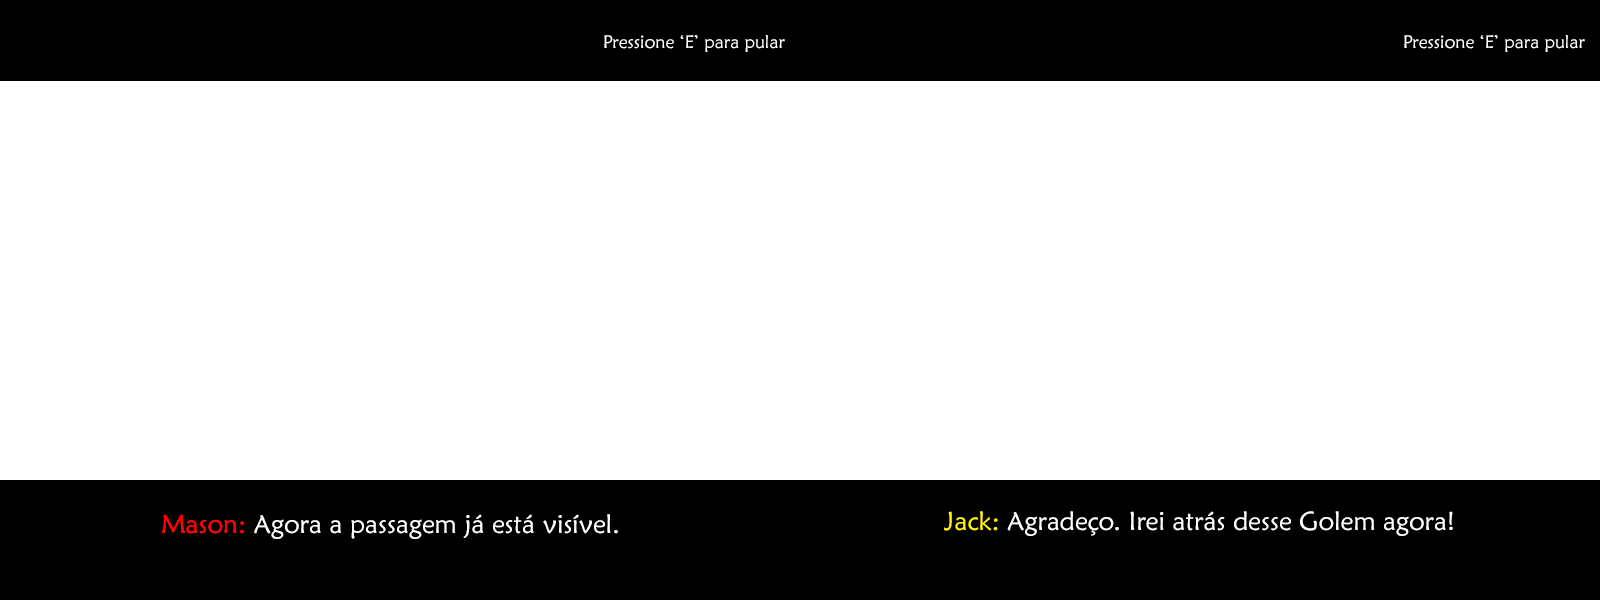 Pressione ‘E’ para pular
Pressione ‘E’ para pular
Mason: Agora a passagem já está visível.
Jack: Agradeço. Irei atrás desse Golem agora!